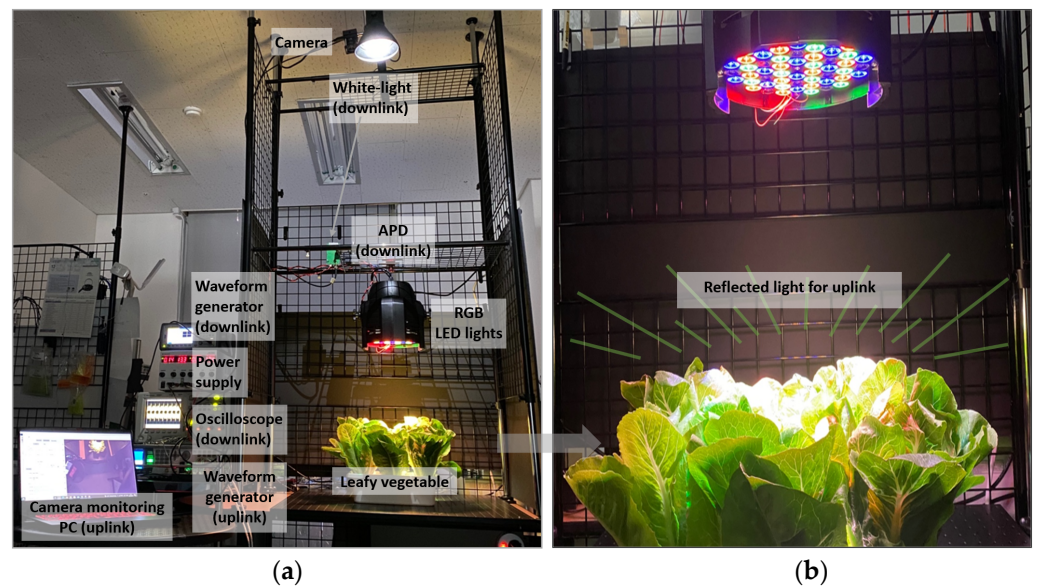 Camera
White-light
(downlink)
APD
(downlink)
Waveform
generator
(downlink)
RGB
LED lights
Power
supply
Oscilloscope
(downlink)
Waveform
generator
(uplink)
Leafy vegetable
Camera monitoring
PC (uplink)
Reflected light for uplink
(a)
(b)